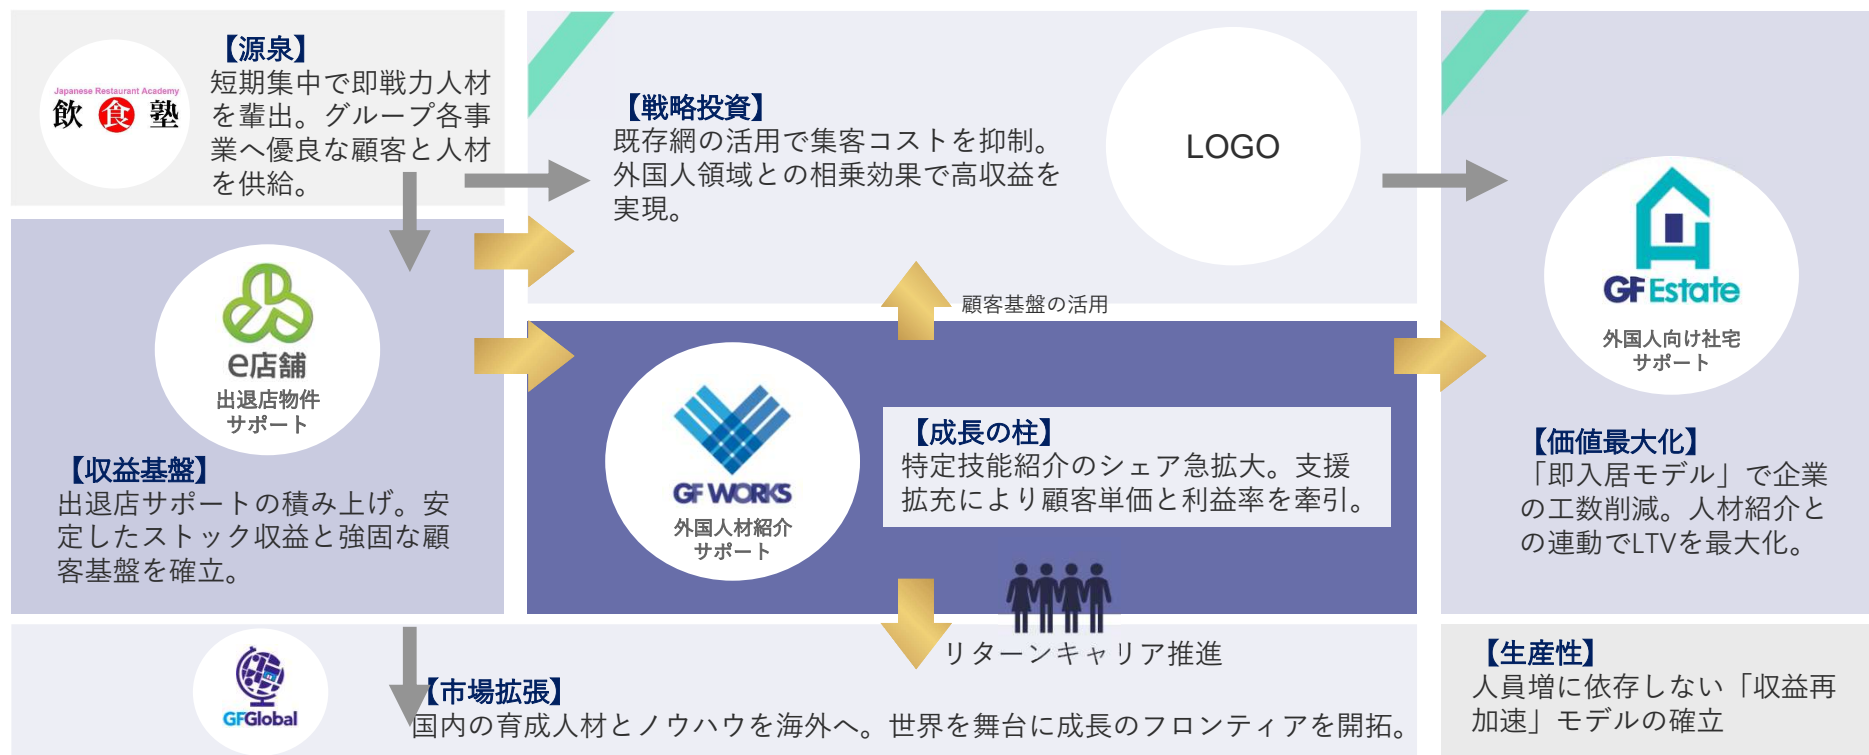 【源泉】
Japanese Restaurant Academy
飲食塾
短期集中で即戦力人材
を輩出。グループ各事
業へ優良な顧客と人材
を供給。
【戦略投資】
既存網の活用で集客コストを抑制。
外国人領域との相乗効果で高収益を
実現。
LOGO
顧客基盤の活用
e店舗
出退店物件
サポート
【収益基盤】
出退店サポートの積み上げ。安
定したストック収益と強固な顧
客基盤を確立。
GF WORKS
外国人材紹介
サポート
【成長の柱】
特定技能紹介のシェア急拡大。支援
拡充により顧客単価と利益率を牽引。
GF Estate
外国人向け社宅
サポート
【価値最大化】
「即入居モデル」で企業
の工数削減。人材紹介と
の連動でLTVを最大化。
リターンキャリア推進
GFGlobal
【市場拡張】
国内の育成人材とノウハウを海外へ。世界を舞台に成長のフロンティアを開拓。
【生産性】
人員増に依存しない「収益再
加速」モデルの確立